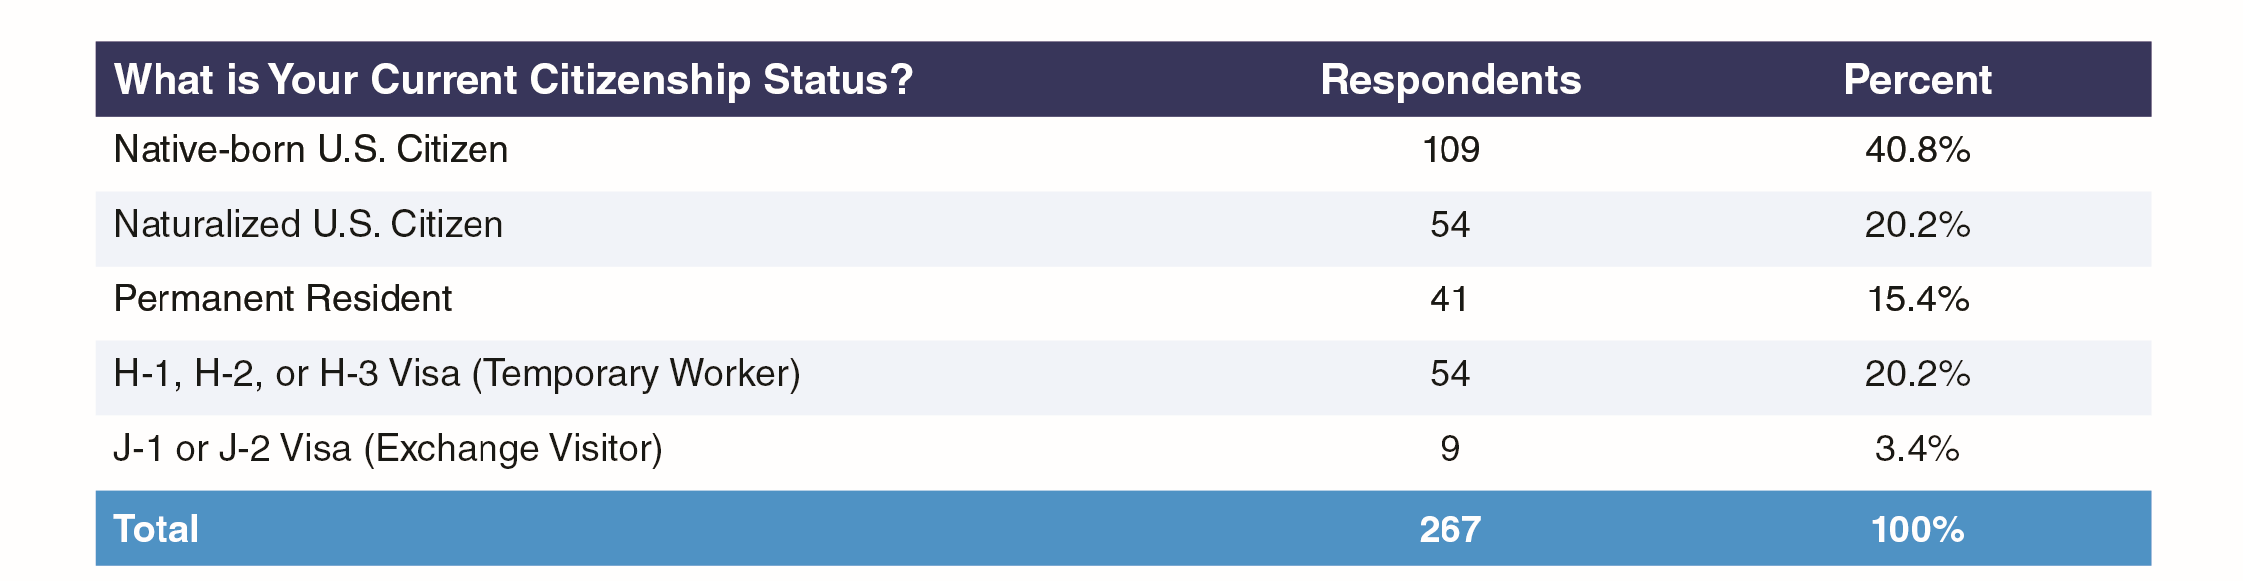 What is Your Current Citizenship Status? Respondents Percent
Native-born U.S. Citizen 109 40.8%
Naturalized U.S. Citizen 54 20.2%
Permanent Resident 41 15.4%
H-1, H-2, or H-3 Visa (Temporary Worker) 54 20.2%
J-1 or J-2 Visa (Exchange Visitor) 9 3.4%
Total 267 100%